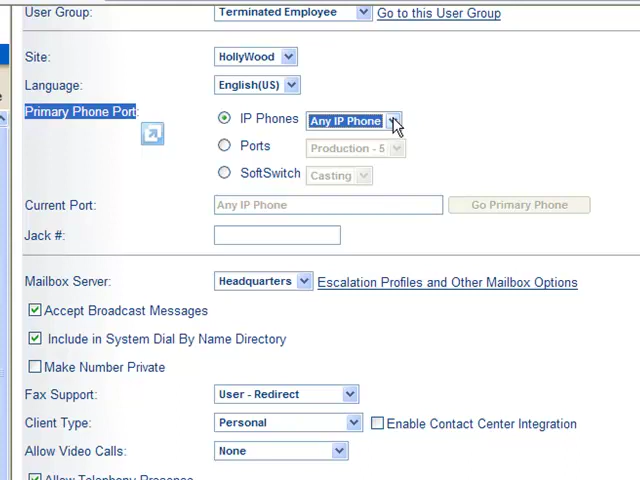 User Group: Terminated Employee Go to this User Group
Site: HollyWood
Language: English(US)
Primary Phone Port:
IP Phones Any IP Phone
Ports Production - 5
SoftSwitch Casting
Current Port: Any IP Phone Go Primary Phone
Jack #:
Mailbox Server: Headquarters Escalation Profiles and Other Mailbox Options
Accept Broadcast Messages
Include in System Dial By Name Directory
Make Number Private
Fax Support: User - Redirect
Client Type: Personal Enable Contact Center Integration
Allow Video Calls: None
Allow Telephony Presence